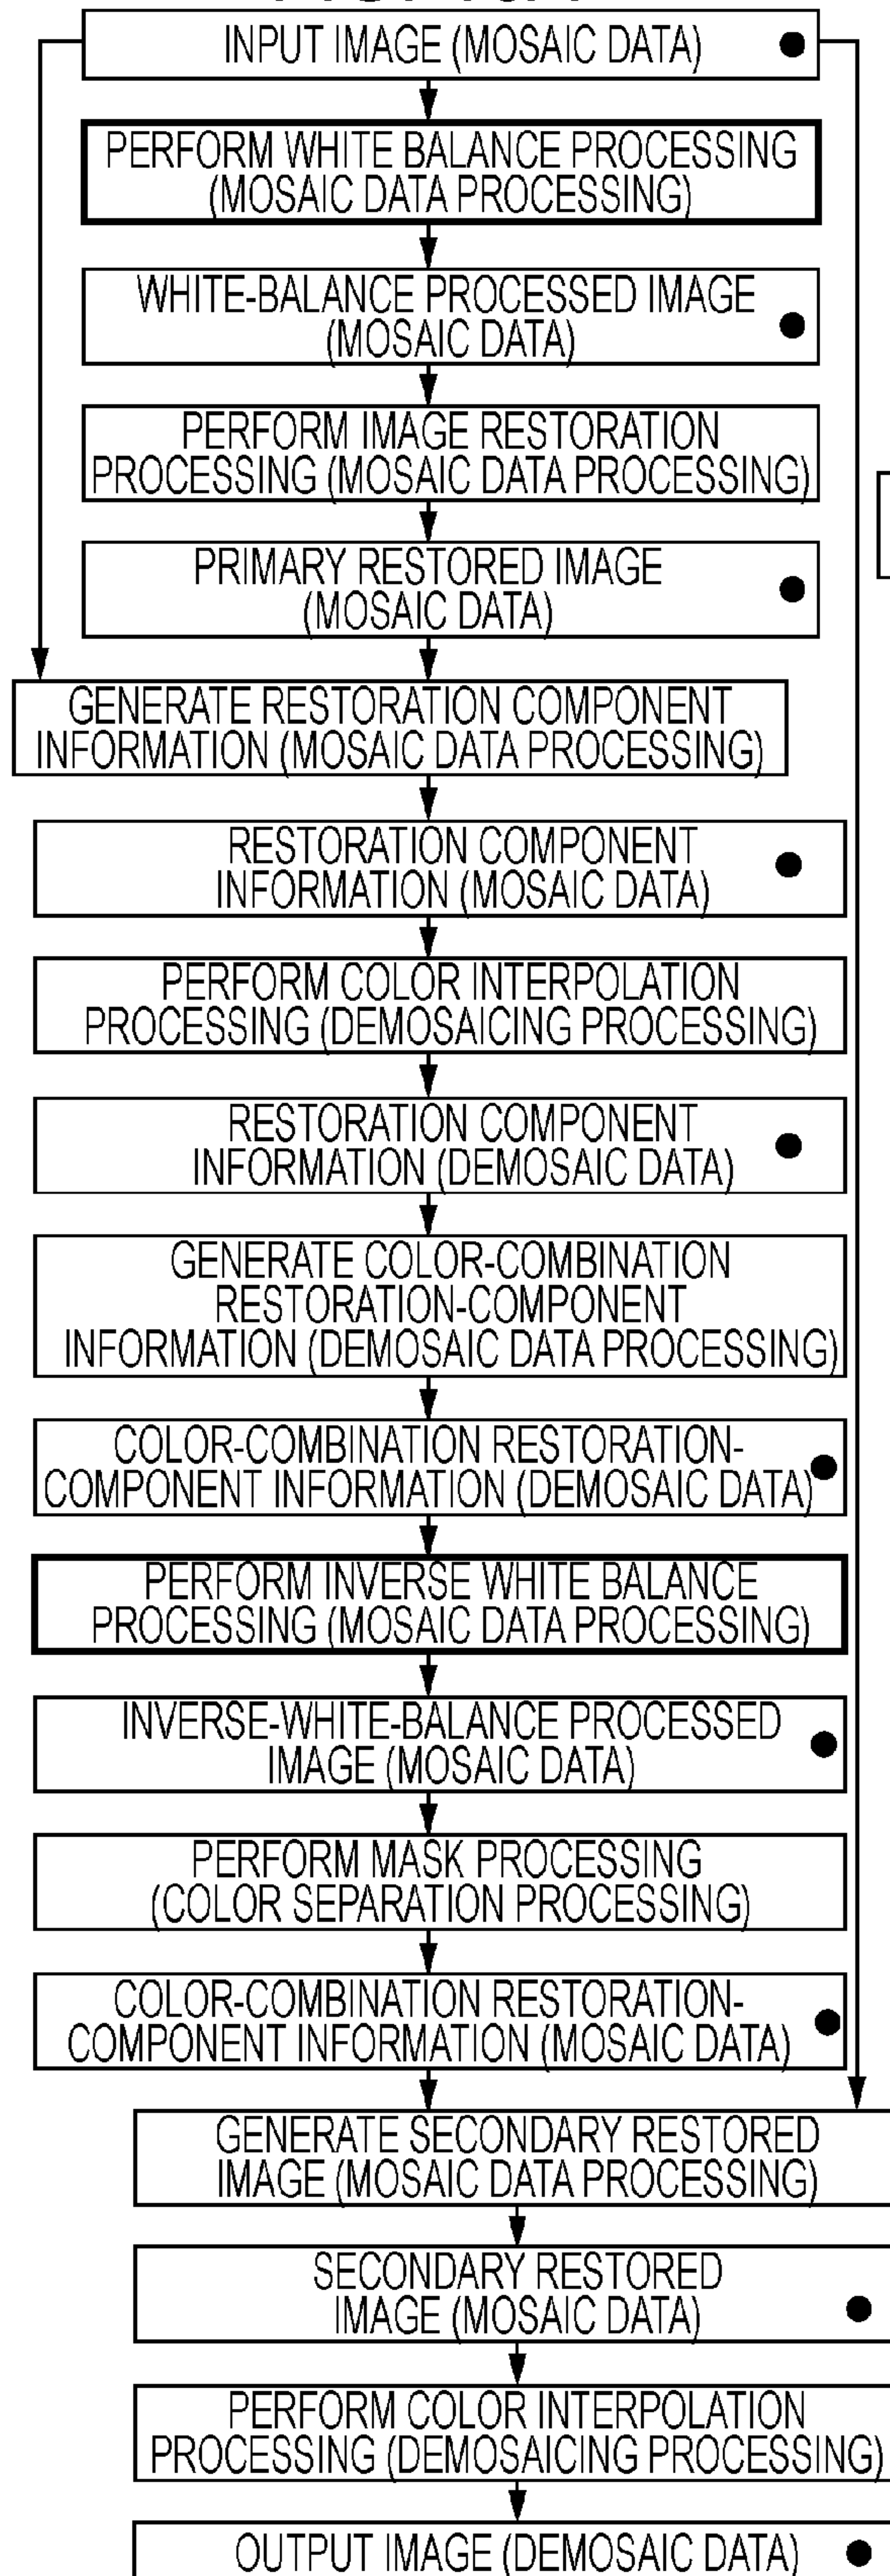 INPUT IMAGE (MOSAIC DATA)
PERFORM WHITE BALANCE PROCESSING
(MOSAIC DATA PROCESSING)
WHITE-BALANCE PROCESSED IMAGE
(MOSAIC DATA)
PERFORM IMAGE RESTORATION
PROCESSING (MOSAIC DATA PROCESSING)
PRIMARY RESTORED IMAGE
(MOSAIC DATA)
GENERATE RESTORATION COMPONENT
INFORMATION (MOSAIC DATA PROCESSING)
RESTORATION COMPONENT
INFORMATION (MOSAIC DATA)
PERFORM COLOR INTERPOLATION
PROCESSING (DEMOSAICING PROCESSING)
RESTORATION COMPONENT
INFORMATION (DEMOSAIC DATA)
GENERATE COLOR-COMBINATION
RESTORATION-COMPONENT
INFORMATION (DEMOSAIC DATA PROCESSING)
COLOR-COMBINATION RESTORATION-
COMPONENT INFORMATION (DEMOSAIC DATA)
PERFORM INVERSE WHITE BALANCE
PROCESSING (MOSAIC DATA PROCESSING)
INVERSE-WHITE-BALANCE PROCESSED
IMAGE (MOSAIC DATA)
PERFORM MASK PROCESSING
(COLOR SEPARATION PROCESSING)
COLOR-COMBINATION RESTORATION-
COMPONENT INFORMATION (MOSAIC DATA)
GENERATE SECONDARY RESTORED
IMAGE (MOSAIC DATA PROCESSING)
SECONDARY RESTORED
IMAGE (MOSAIC DATA)
PERFORM COLOR INTERPOLATION
PROCESSING (DEMOSAICING PROCESSING)
OUTPUT IMAGE (DEMOSAIC DATA)